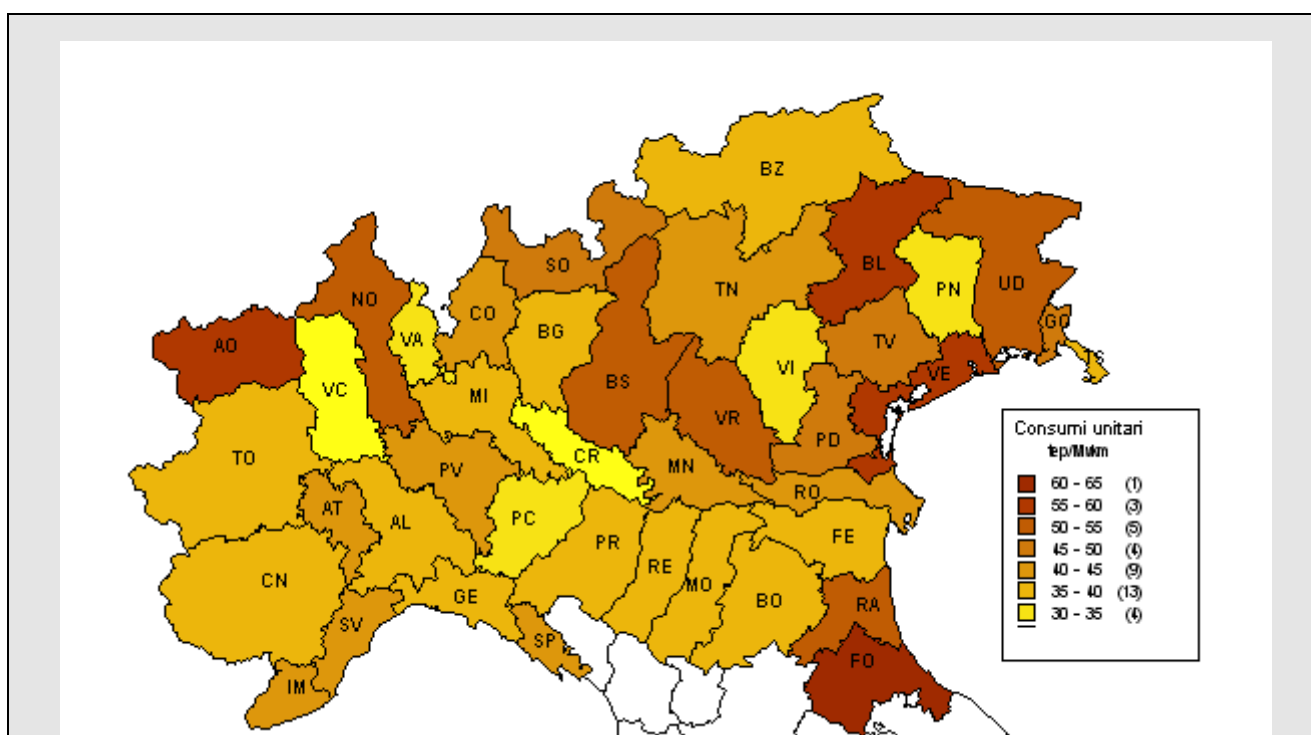 BZ
BL
SO
NO
TN
PN
UD
CO
GO
BG
VA
TV
AO
TS
VI
VE
BS
VC
MI
VR
PD
CR
TO
PV
MN
RO
AT
PC
AL
PR
FE
RE
CN
MO
GE
BO
RA
SV
SP
FO
IM
Consumi unitari
tep/Mvkm
60 - 65 (1)
55 - 60 (3)
50 - 55 (5)
45 - 50 (4)
40 - 45 (9)
35 - 40 (13)
30 - 35 (4)